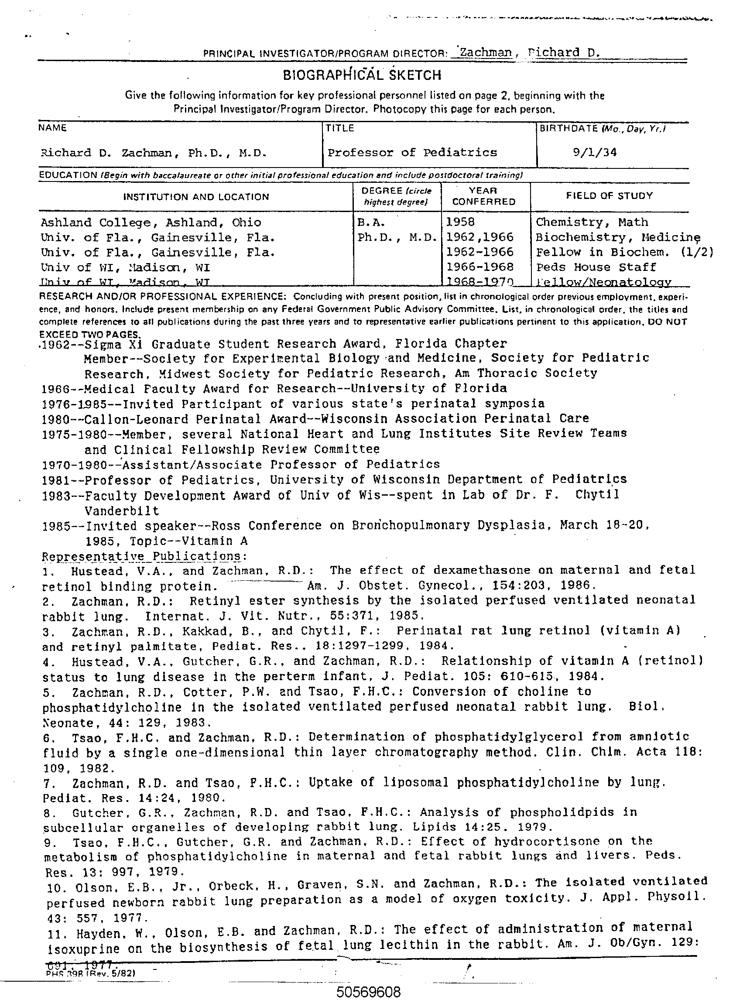 PRINCIPAL INVESTIGATOR/PROGRAM DIRECTOR: Zachman, Richard D.
BIOGRAPHICAL SKETCH
Give the following information for key professional personnel listed on page 2, beginning with the
Principal Investigator/Program Director. Photocopy this page for each person.
NAME TITLE BIRTHDATE (Mo., Day, Yr.)
Richard D. Zachman, Ph.D., M.D. Professor of Pediatrics 9/1/34
EDUCATION (Begin with baccalaureate or other initial professional education and include postdoctoral training)
INSTITUTION AND LOCATION DEGREE (circle highest degree) YEAR CONFERRED FIELD OF STUDY
Ashland College, Ashland, Ohio B.A. 1958 Chemistry, Math
Univ. of Fla., Gainesville, Fla. Ph.D., M.D. 1962,1966 Biochemistry, Medicine
Univ. of Fla., Gainesville, Fla. 1962-1966 Fellow in Biochem. (1/2)
Univ of WI, Madison, WI 1966-1968 Peds House Staff
Univ of WI, Madison, WI 1968-1970 Fellow/Neonatology
RESEARCH AND/OR PROFESSIONAL EXPERIENCE: Concluding with present position, list in chronological order previous employment, experi-
ence, and honors. Include present membership on any Federal Government Public Advisory Committee. List, in chronological order, the titles and
complete references to all publications during the past three years and to representative earlier publications pertinent to this application. DO NOT
EXCEED TWO PAGES.
1962--Sigma Xi Graduate Student Research Award, Florida Chapter
Member--Society for Experimental Biology and Medicine, Society for Pediatric
Research, Midwest Society for Pediatric Research, Am Thoracic Society
1966--Medical Faculty Award for Research--University of Florida
1976-1985--Invited Participant of various state's perinatal symposia
1980--Callon-Leonard Perinatal Award--Wisconsin Association Perinatal Care
1975-1980--Member, several National Heart and Lung Institutes Site Review Teams
and Clinical Fellowship Review Committee
1970-1980--Assistant/Associate Professor of Pediatrics
1981--Professor of Pediatrics, University of Wisconsin Department of Pediatrics
1983--Faculty Development Award of Univ of Wis--spent in Lab of Dr. F. Chytil
Vanderbilt
1985--Invited speaker--Ross Conference on Bronchopulmonary Dysplasia, March 18-20,
1985, Topic--Vitamin A
Representative Publications:
1. Hustead, V.A., and Zachman, R.D.: The effect of dexamethasone on maternal and fetal
retinol binding protein. Am. J. Obstet. Gynecol., 154:203, 1986.
2. Zachman, R.D.: Retinyl ester synthesis by the isolated perfused ventilated neonatal
rabbit lung. Internat. J. Vit. Nutr., 55:371, 1985.
3. Zachman, R.D., Kakkad, B., and Chytil, F.: Perinatal rat lung retinol (vitamin A)
and retinyl palmitate, Pediat. Res., 18:1297-1299, 1984.
4. Hustead, V.A., Gutcher, G.R., and Zachman, R.D.: Relationship of vitamin A (retinol)
status to lung disease in the perterm infant, J. Pediat. 105: 610-615, 1984.
5. Zachman, R.D., Cotter, P.W. and Tsao, F.H.C.: Conversion of choline to
phosphatidylcholine in the isolated ventilated perfused neonatal rabbit lung. Biol.
Neonate, 44: 129, 1983.
6. Tsao, F.H.C. and Zachman, R.D.: Determination of phosphatidylglycerol from amniotic
fluid by a single one-dimensional thin layer chromatography method. Clin. Chim. Acta 118:
109, 1982.
7. Zachman, R.D. and Tsao, F.H.C.: Uptake of liposomal phosphatidylcholine by lung.
Pediat. Res. 14:24, 1980.
8. Gutcher, G.R., Zachman, R.D. and Tsao, F.H.C.: Analysis of phospholidpids in
subcellular organelles of developing rabbit lung. Lipids 14:25, 1979.
9. Tsao, F.H.C., Gutcher, G.R. and Zachman, R.D.: Effect of hydrocortisone on the
metabolism of phosphatidylcholine in maternal and fetal rabbit lungs and livers. Peds.
Res. 13: 997, 1979.
10. Olson, E.B., Jr., Orbeck, H., Graven, S.N. and Zachman, R.D.: The isolated ventilated
perfused newborn rabbit lung preparation as a model of oxygen toxicity. J. Appl. Physoil.
43: 557, 1977.
11. Hayden, W., Olson, E.B. and Zachman, R.D.: The effect of administration of maternal
isoxuprine on the biosynthesis of fetal lung lecithin in the rabbit. Am. J. Ob/Gyn. 129:
691, 1977.
PHS 398 (Rev. 5/82)
50569608